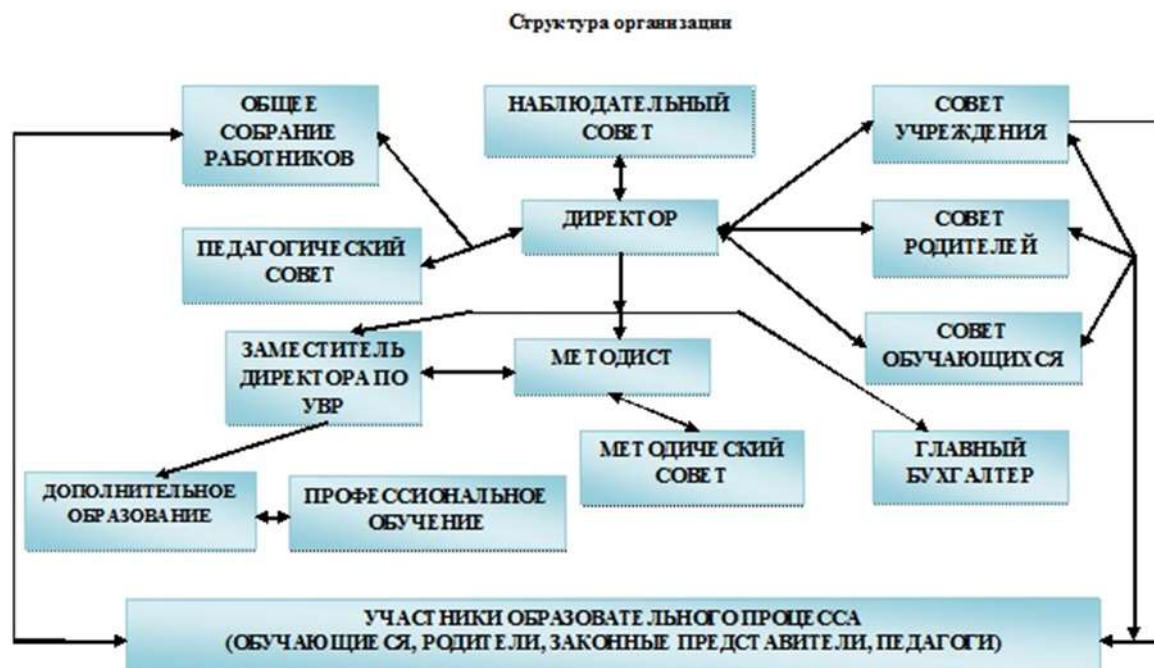 Структура организации
ОБЩЕЕ
СОБРАНИЕ
РАБОТНИКОВ
НАБЛЮДАТЕЛЬНЫЙ
СОВЕТ
СОВЕТ
УЧРЕЖДЕНИЯ
ДИРЕКТОР
ПЕДАГОГИЧЕСКИЙ
СОВЕТ
СОВЕТ
РОДИТЕЛЕЙ
ЗАМЕСТИТЕЛЬ
ДИРЕКТОРА ПО
УВР
МЕТОДИСТ
СОВЕТ
ОБУЧАЮЩИХСЯ
МЕТОДИЧЕСКИЙ
СОВЕТ
ГЛАВНЫЙ
БУХГАЛТЕР
ДОПОЛНИТЕЛЬНОЕ
ОБРАЗОВАНИЕ
ПРОФЕССИОНАЛЬНОЕ
ОБУЧЕНИЕ
УЧАСТНИКИ ОБРАЗОВАТЕЛЬНОГО ПРОЦЕССА
(ОБУЧАЮЩИЕСЯ, РОДИТЕЛИ, ЗАКОННЫЕ ПРЕДСТАВИТЕЛИ, ПЕДАГОГИ)